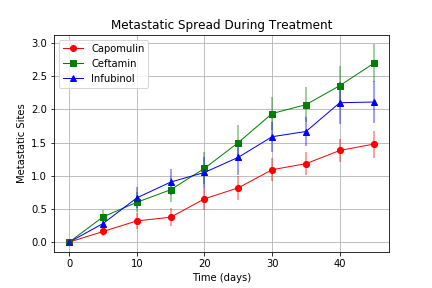 Metastatic Spread During Treatment
Capomulin
Ceftamin
Infubinol
Metastatic Sites
3.0
2.5
2.0
1.5
1.0
0.5
0.0
0 10 20 30 40
Time (days)